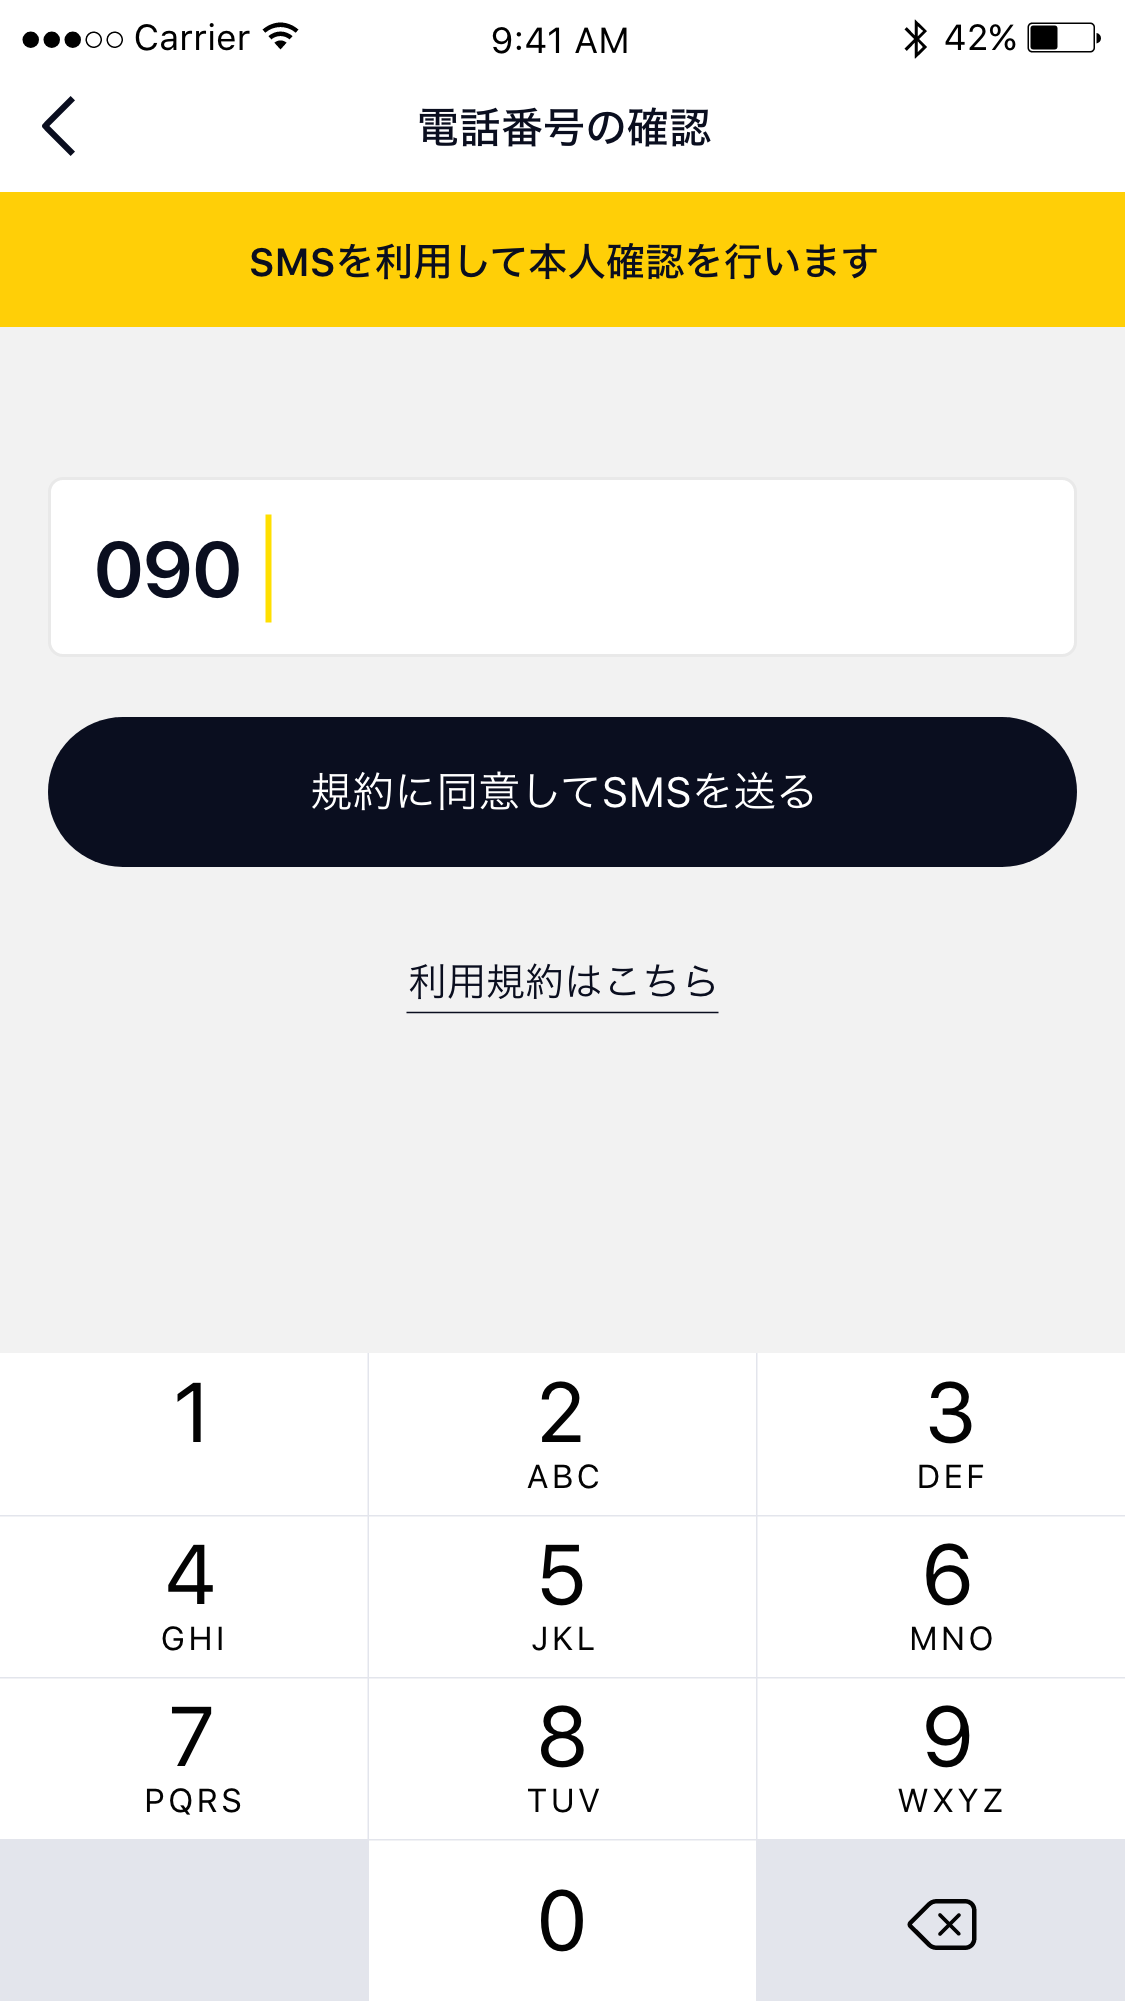 Carrier 9:41 AM 42%
電話番号の確認
SMSを利用して本人確認を行います
090
規約に同意してSMSを送る
利用規約はこちら
1 2 3
ABC DEF
4 5 6
GHI JKL MNO
7 8 9
PQRS TUV WXYZ
0